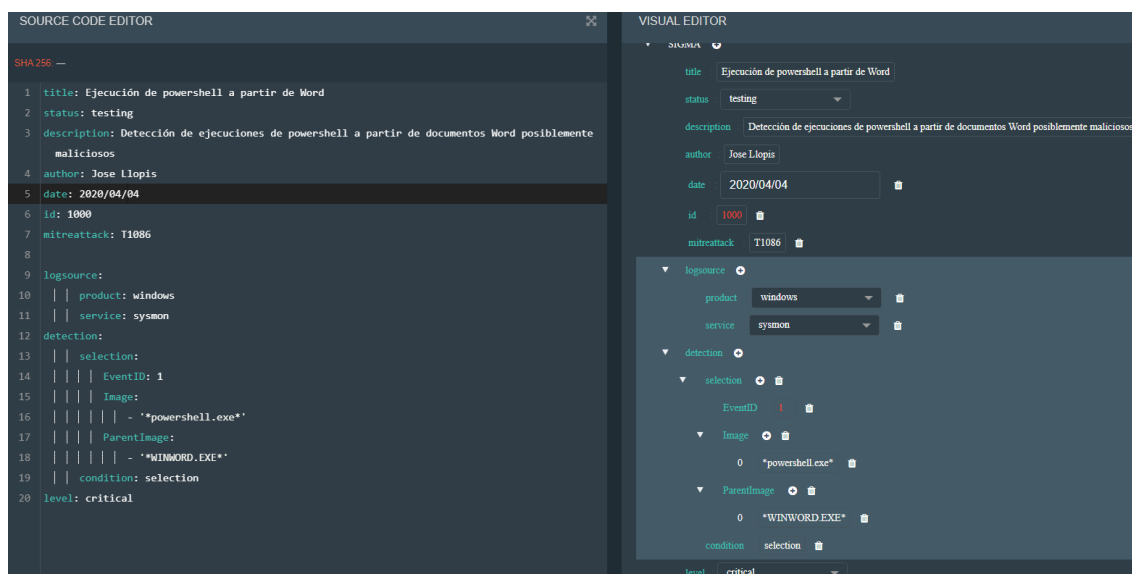 SOURCE CODE EDITOR
SHA256: —
1 title: Ejecución de powershell a partir de Word
2 status: testing
3 description: Detección de ejecuciones de powershell a partir de documentos Word posiblemente
maliciosos
4 author: Jose Llopis
5 date: 2020/04/04
6 id: 1000
7 mitreattack: T1086
8
9 logsource:
10 product: windows
11 service: sysmon
12 detection:
13 selection:
14 EventID: 1
15 Image:
16 - '*powershell.exe*'
17 ParentImage:
18 - '*WINWORD.EXE*'
19 condition: selection
20 level: critical
VISUAL EDITOR
SIGMA
title Ejecución de powershell a partir de Word
status testing
description Detección de ejecuciones de powershell a partir de documentos Word posiblemente maliciosos
author Jose Llopis
date 2020/04/04
id 1000
mitreattack T1086
logsource
product windows
service sysmon
detection
selection
EventID 1
Image
0 *powershell.exe*
ParentImage
0 *WINWORD.EXE*
condition selection
level critical